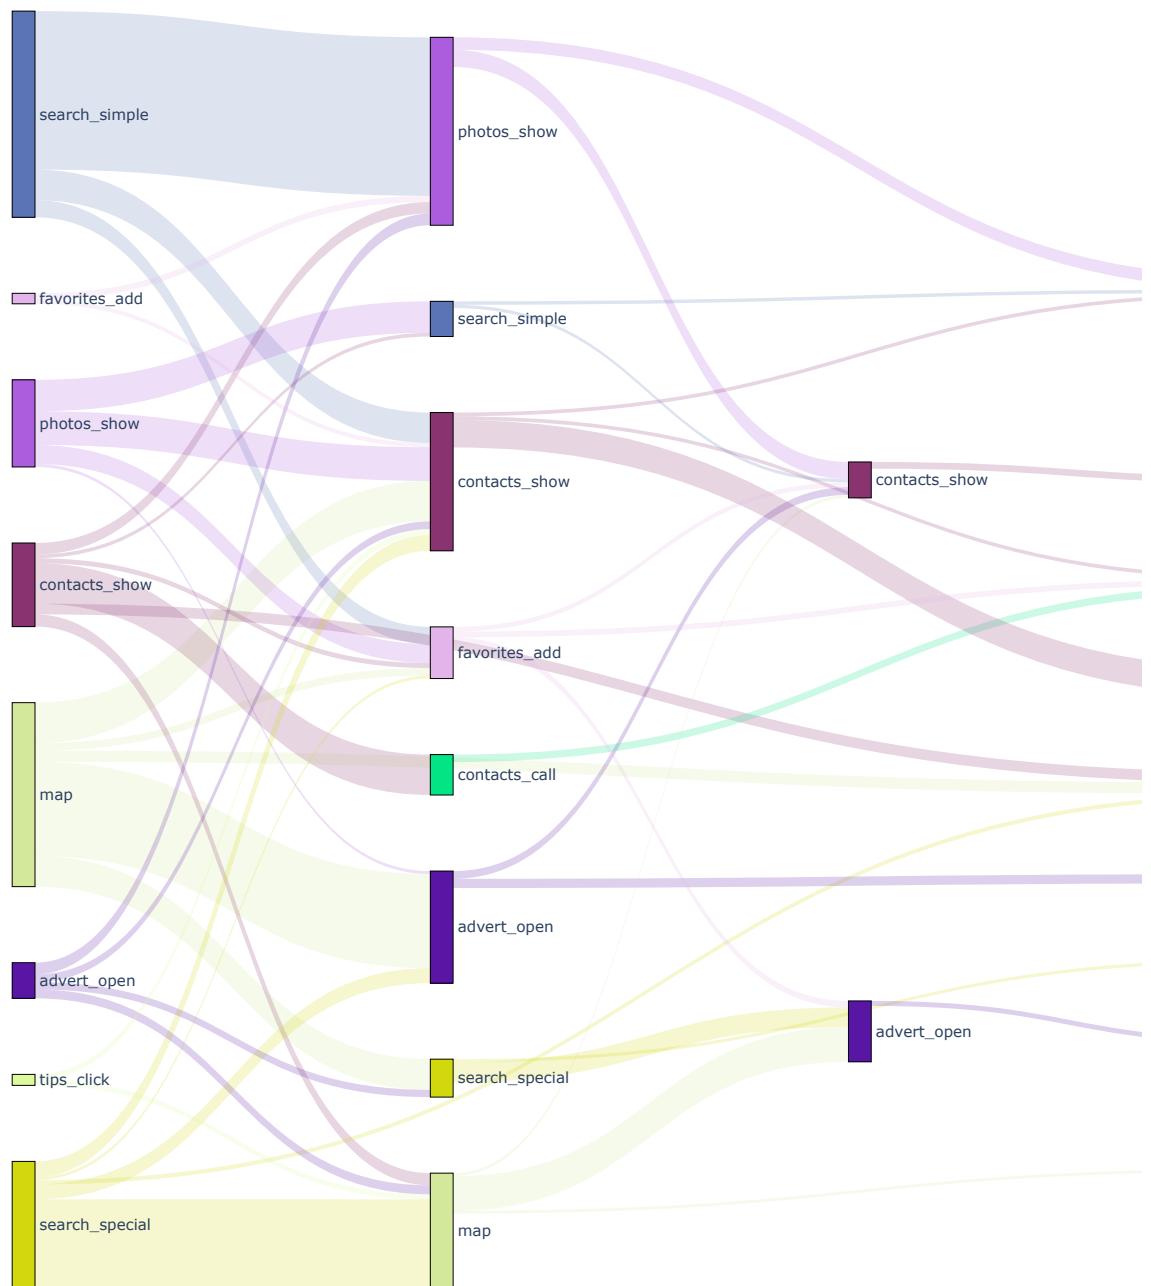 search_simple
favorites_add
photos_show
contacts_show
map
advert_open
tips_click
search_special
photos_show
search_simple
contacts_show
favorites_add
contacts_call
advert_open
search_special
map
contacts_show
advert_open